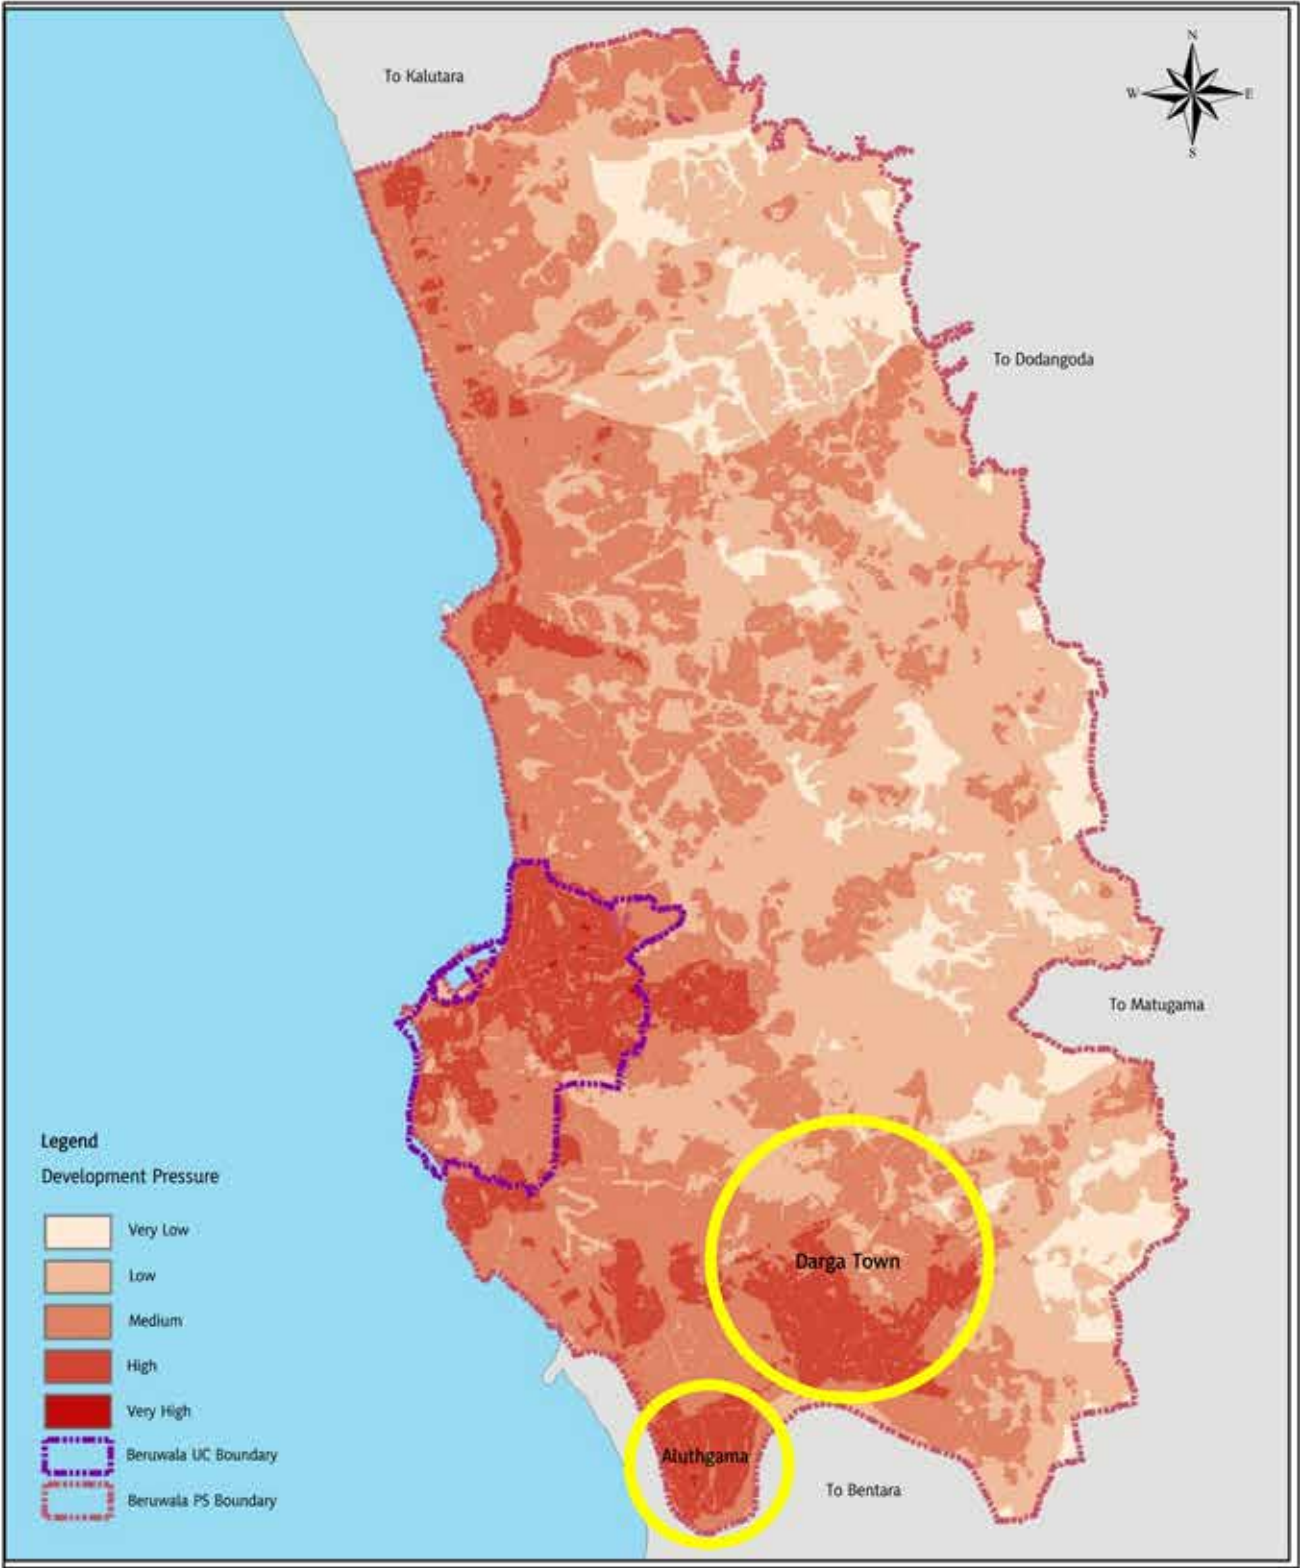 N
To Kalutara
W
E
S
To Dodangoda
To Matugama
Legend
Development Pressure
Very Low
Low
Medium
High
Very High
Beruwala UC Boundary
Beruwala PS Boundary
Darga Town
Aluthgama
To Bentara